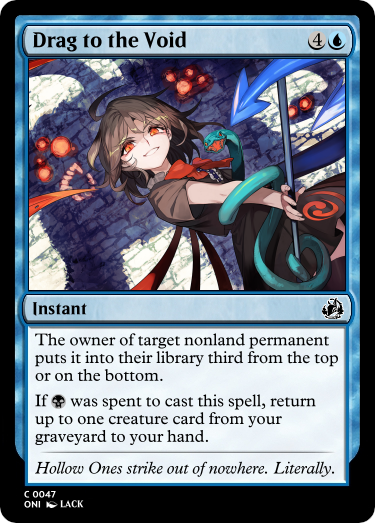 Drag to the Void 4
Instant
The owner of target nonland permanent
puts it into their library third from the top
or on the bottom.
If was spent to cast this spell, return
up to one creature card from your
graveyard to your hand.
Hollow Ones strike out of nowhere. Literally.
C 0047
ONI LACK